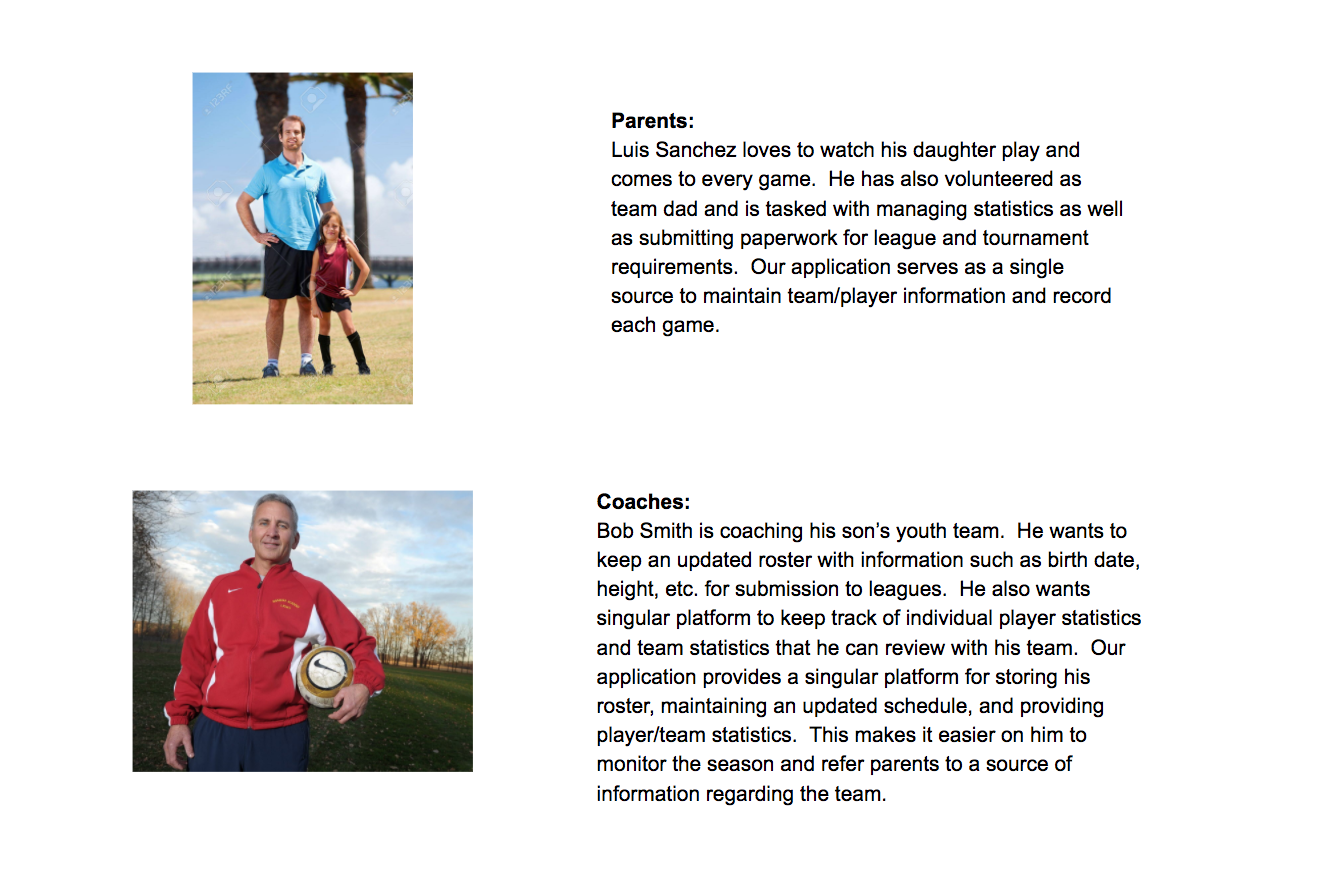 Parents:
Luis Sanchez loves to watch his daughter play and
comes to every game.  He has also volunteered as
team dad and is tasked with managing statistics as well
as submitting paperwork for league and tournament
requirements.  Our application serves as a single
source to maintain team/player information and record
each game.
Coaches:
Bob Smith is coaching his son’s youth team.  He wants to
keep an updated roster with information such as birth date,
height, etc. for submission to leagues.  He also wants
singular platform to keep track of individual player statistics
and team statistics that he can review with his team.  Our
application provides a singular platform for storing his
roster, maintaining an updated schedule, and providing
player/team statistics.  This makes it easier on him to
monitor the season and refer parents to a source of
information regarding the team.